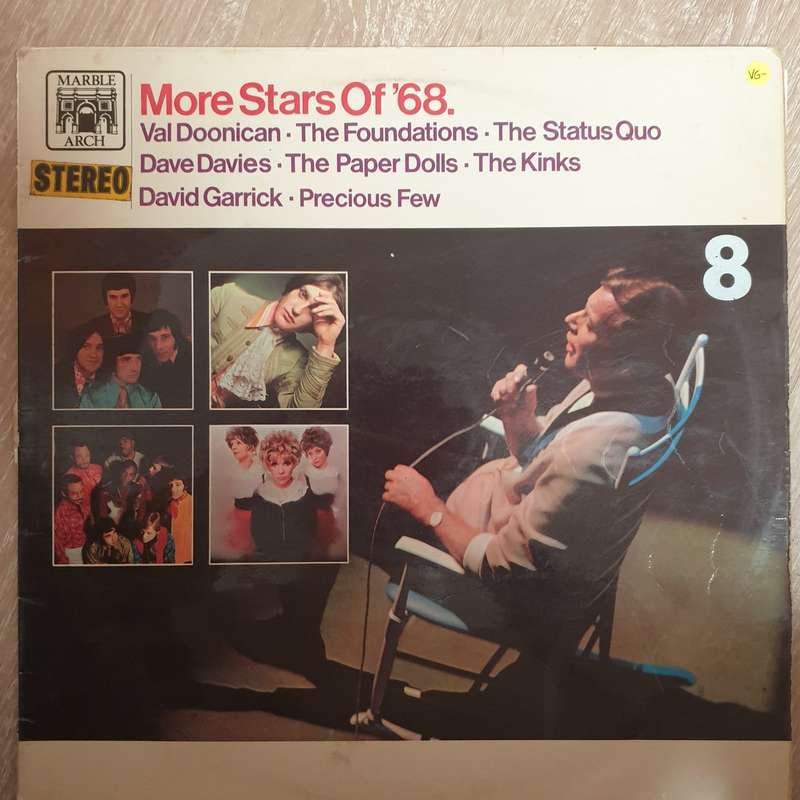 MARBLE
ARCH
STEREO
More Stars Of '68.
Val Doonican · The Foundations · The Status Quo
Dave Davies · The Paper Dolls · The Kinks
David Garrick · Precious Few
VG-
8